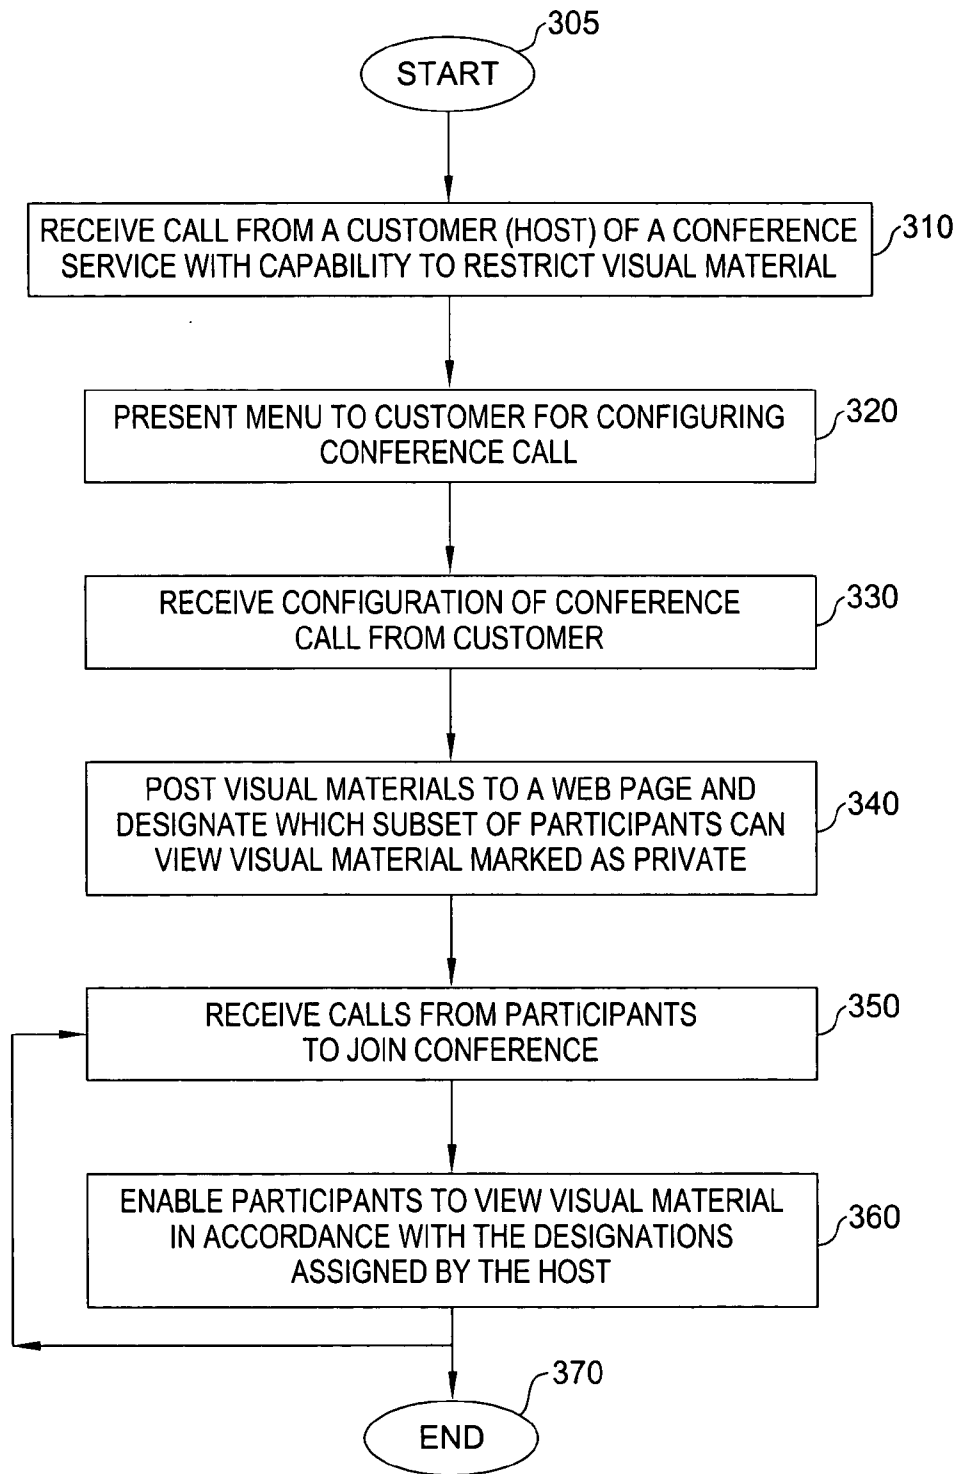 305
START
RECEIVE CALL FROM A CUSTOMER (HOST) OF A CONFERENCE
SERVICE WITH CAPABILITY TO RESTRICT VISUAL MATERIAL
310
PRESENT MENU TO CUSTOMER FOR CONFIGURING
CONFERENCE CALL
320
RECEIVE CONFIGURATION OF CONFERENCE
CALL FROM CUSTOMER
330
POST VISUAL MATERIALS TO A WEB PAGE AND
DESIGNATE WHICH SUBSET OF PARTICIPANTS CAN
VIEW VISUAL MATERIAL MARKED AS PRIVATE
340
RECEIVE CALLS FROM PARTICIPANTS
TO JOIN CONFERENCE
350
ENABLE PARTICIPANTS TO VIEW VISUAL MATERIAL
IN ACCORDANCE WITH THE DESIGNATIONS
ASSIGNED BY THE HOST
360
370
END